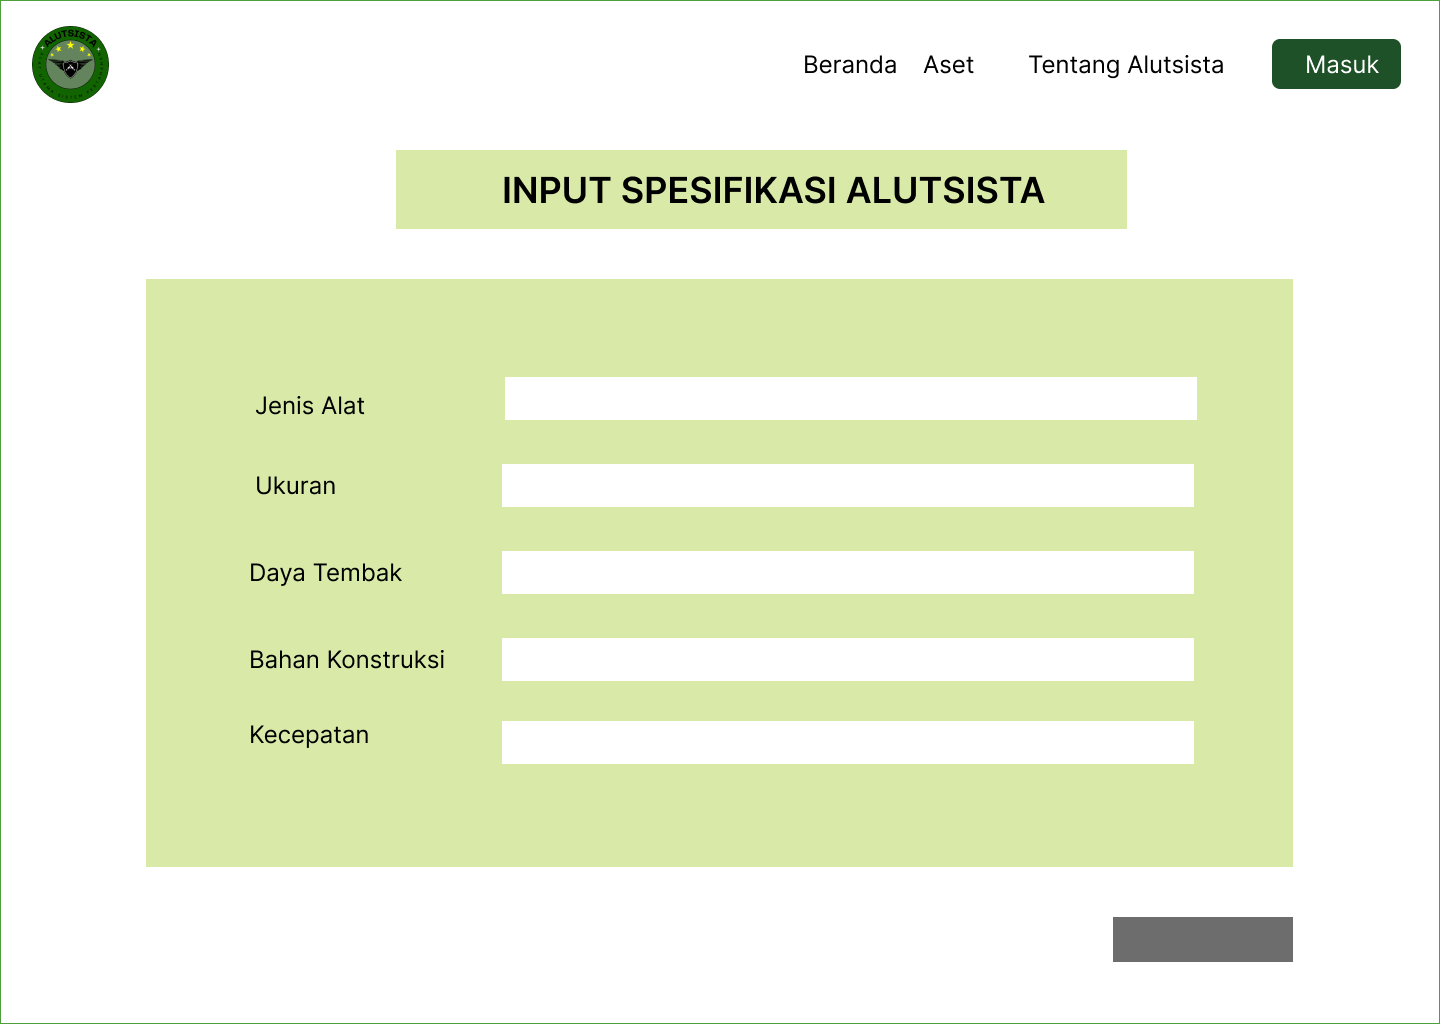 ALUTSISTA
Beranda Aset Tentang Alutsista Masuk
INPUT SPESIFIKASI ALUTSISTA
Jenis Alat
Ukuran
Daya Tembak
Bahan Konstruksi
Kecepatan